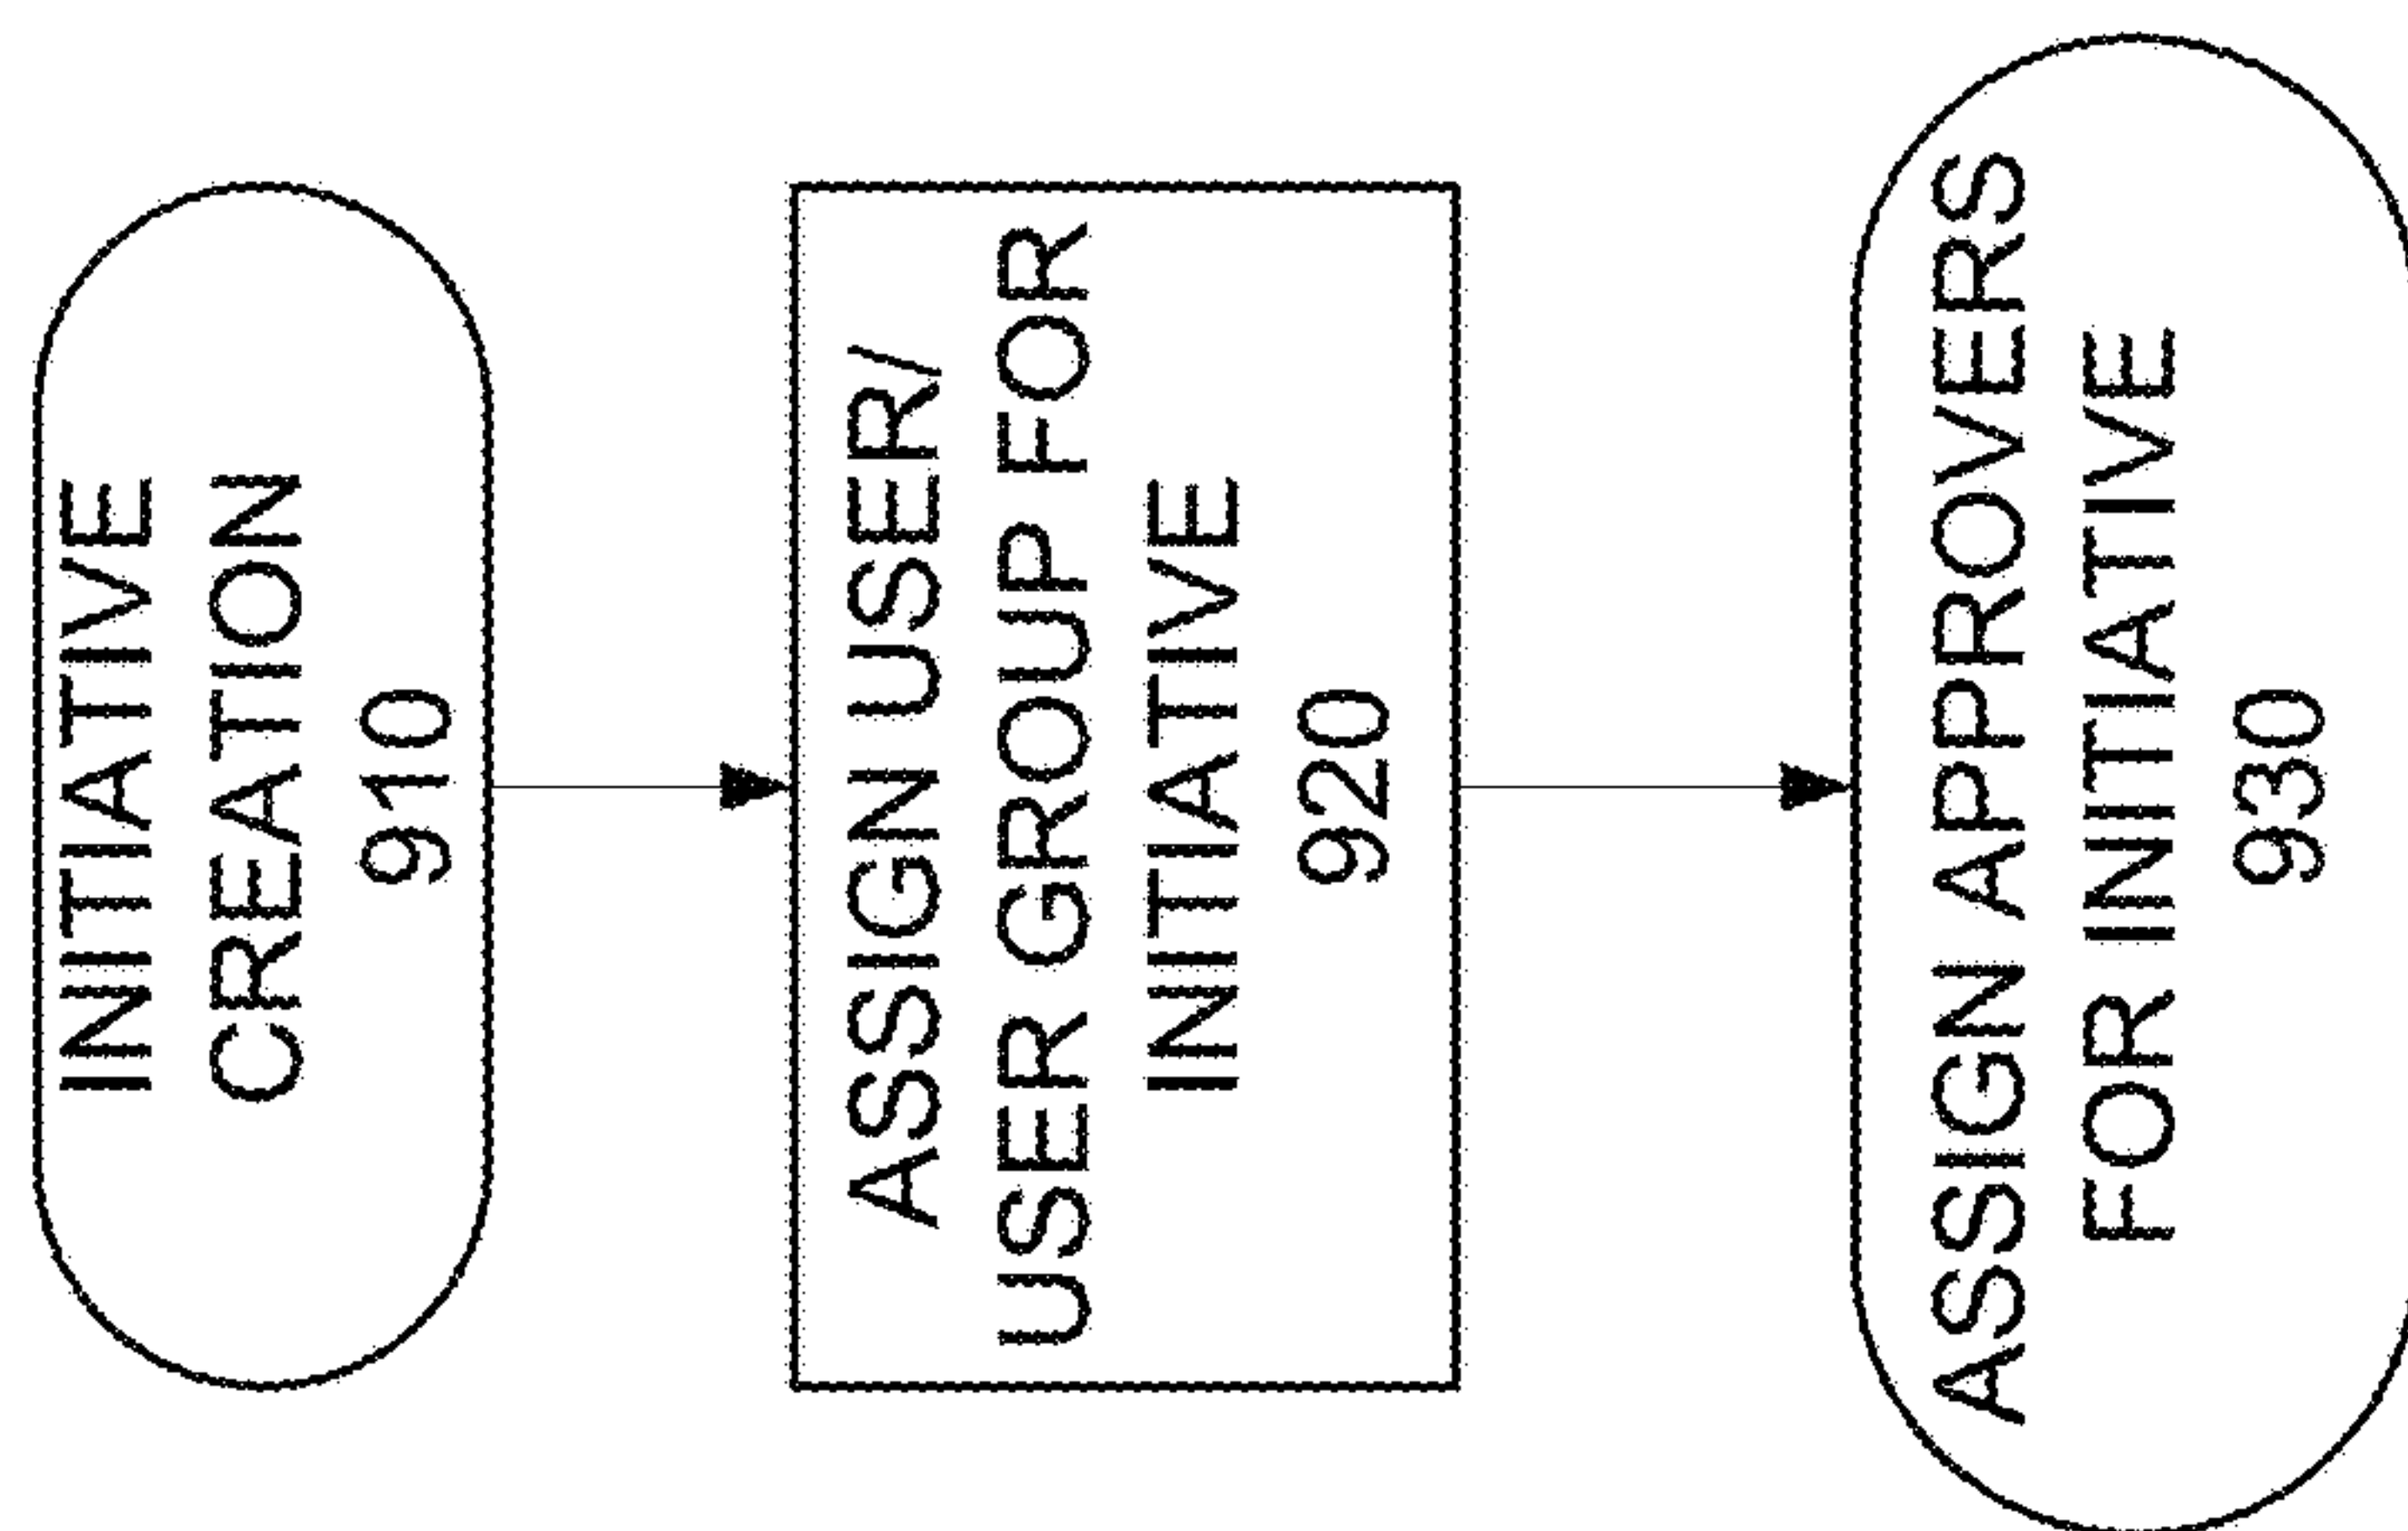 INITIATIVE
CREATION
910
ASSIGN USER/
USER GROUP FOR
INITIATIVE
920
ASSIGN APPROVERS
FOR INITIATIVE
930